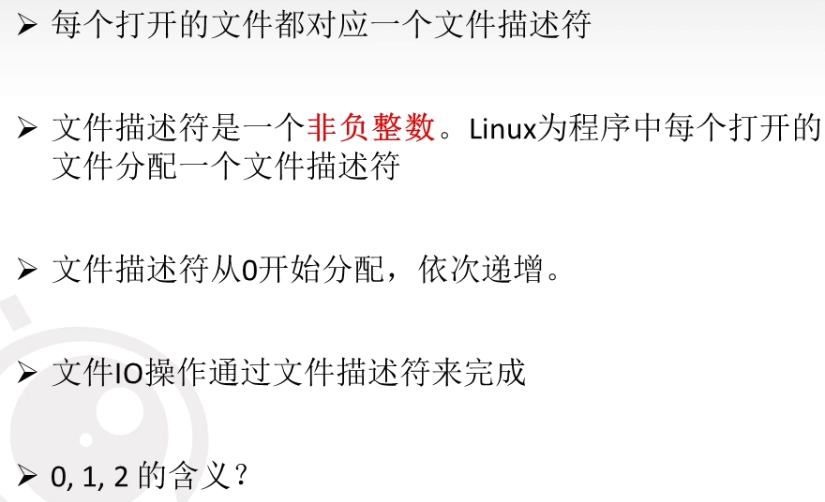 ➢ 每个打开的文件都对应一个文件描述符
➢ 文件描述符是一个非负整数。Linux为程序中每个打开的
文件分配一个文件描述符
➢ 文件描述符从0开始分配，依次递增。
➢ 文件IO操作通过文件描述符来完成
➢ 0, 1, 2 的含义？